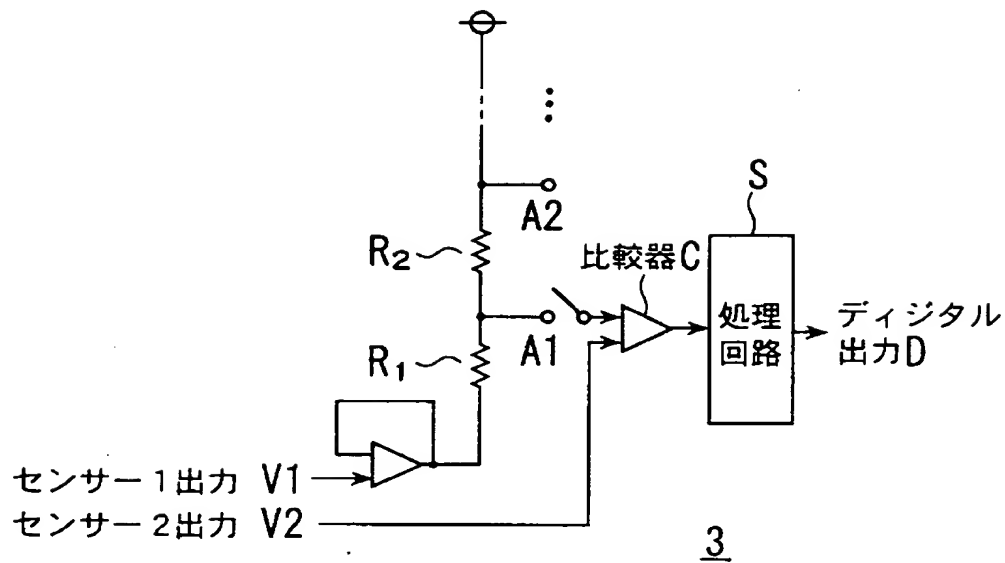 S
A2
R2
比較器C
処理
回路
ディジタル
出力D
A1
R1
センサー1出力 V1
センサー2出力 V2
3